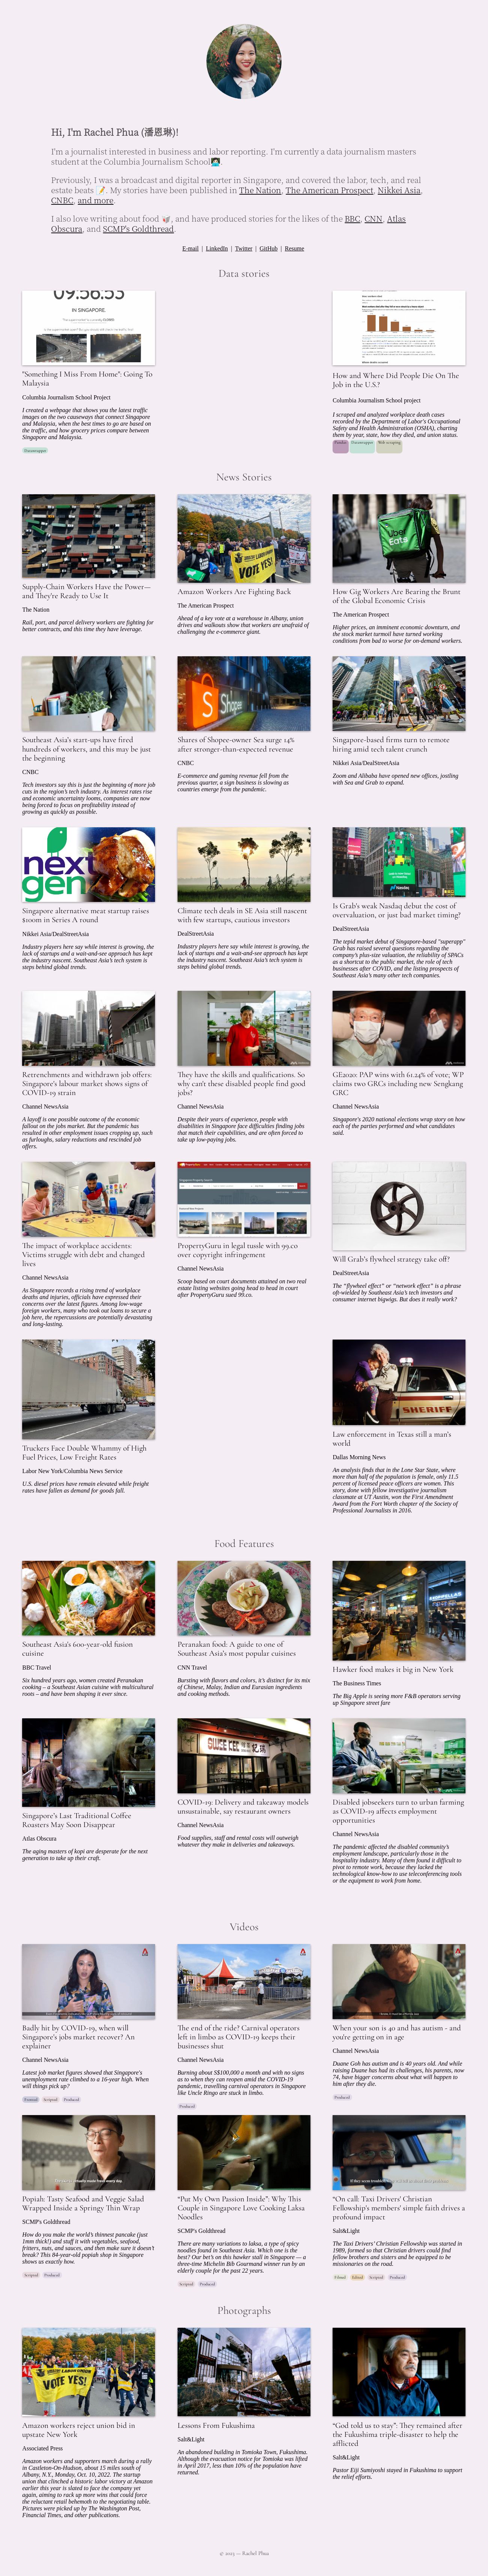 Hi, I'm Rachel Phua (潘恩琳)!
I'm a journalist interested in business and labor reporting. I'm currently a data journalism masters
student at the Columbia Journalism School
Previously, I was a broadcast and digital reporter in Singapore, and covered the labor, tech, and real
estate beats 📝. My stories have been published in The Nation, The American Prospect, Nikkei Asia,
CNBC, and more.
I also love writing about food 🥡, and have produced stories for the likes of the BBC, CNN, Atlas
Obscura, and SCMP's Goldthread.
E-mail | LinkedIn | Twitter | GitHub | Resume
Data stories
09:56:53
IN SINGAPORE.
"Something I Miss From Home": Going To
Malaysia
Columbia Journalism School Project
I created a webpage that shows you the latest traffic
images on the two causeways between Singapore
and Malaysia, when the best times to go are based on
the traffic, and how grocery prices compare between
Singapore and Malaysia.
How and Where Did People Die On The
Job in the U.S.?
Columbia Journalism School project
I scraped and analyzed workplace death cases
recorded by the Department of Labor's Occupational
Safety and Health Administration (OSHA), charting
them by year, state, how they died, and union status.
Web scraping
News Stories
Supply-Chain Workers Have the Power—
and They're Ready to Use It
The Nation
Rail, port, and parcel delivery workers are fighting for
better contracts, and this time they have leverage.
VOTE YES!
Amazon Workers Are Fighting Back
The American Prospect
Ahead of a key vote at a warehouse in Albany, union
drives and walkouts show that workers are unafraid of
challenging the e-commerce giant.
Uber
Eats
How Gig Workers Are Bearing the Brunt
of the Global Economic Crisis
The American Prospect
Higher prices, an imminent economic downturn, and
the stock market turmoil have turned working
conditions from bad to worse for on-demand workers.
Southeast Asia's start-ups have fired
hundreds of workers, and this may be just
the beginning
CNBC
Tech investors say this is just the beginning of more job
cuts in the region's tech industry. As interest rates rise
and economic uncertainty looms, companies are now
being forced to focus on profitability instead of
growing as quickly as possible.
Shares of Shopee-owner Sea surge 14%
after stronger-than-expected revenue
CNBC
E-commerce and gaming revenue fell from the
previous quarter, a sign business is slowing as
countries emerge from the pandemic.
Singapore-based firms turn to remote
hiring amid tech talent crunch
Nikkei Asia/DealStreetAsia
Zoom and Alibaba have opened new offices, jostling
with Sea and Grab to expand.
next
gen
Singapore alternative meat startup raises
$100m in Series A round
Nikkei Asia/DealStreetAsia
Industry players here say while interest is growing, the
lack of startups and a wait-and-see approach has kept
the industry nascent. Southeast Asia's tech system is
steps behind global trends.
Climate tech deals in SE Asia still nascent
with few startups, cautious investors
DealStreetAsia
Industry players here say while interest is growing, the
lack of startups and a wait-and-see approach has kept
the industry nascent. Southeast Asia's tech system is
steps behind global trends.
Is Grab's weak Nasdaq debut the cost of
overvaluation, or just bad market timing?
DealStreetAsia
The tepid market debut of Singapore-based "superapp"
Grab has raised several questions regarding the
company's plus-size valuation, the reliability of SPACs
as a shortcut to the public market, the role of tech
businesses after COVID, and the listing prospects of
Southeast Asia's many other tech companies.
Retrenchments and withdrawn job offers:
Singapore's labour market shows signs of
COVID-19 strain
Channel NewsAsia
A layoff is one possible outcome of the economic
fallout on the jobs market. But the pandemic has
resulted in other employment issues cropping up, such
as furloughs, salary reductions and rescinded job
offers.
They have the skills and qualifications. So
why can't these disabled people find good
jobs?
Channel NewsAsia
Despite their years of experience, people with
disabilities in Singapore face difficulties finding jobs
that match their capabilities, and are often forced to
take up low-paying jobs.
GE2020: PAP wins with 61.24% of vote; WP
claims two GRCs including new Sengkang
GRC
Channel NewsAsia
Singapore's 2020 national elections wrap story on how
each of the parties performed and what candidates
said.
The impact of workplace accidents:
Victims struggle with debt and changed
lives
Channel NewsAsia
As Singapore records a rising trend of workplace
deaths and injuries, officials have expressed their
concerns over the latest figures. Among low-wage
foreign workers, many who took out loans to secure a
job here, the repercussions are potentially devastating
and long-lasting.
PropertyGuru in legal tussle with 99.co
over copyright infringement
Channel NewsAsia
Scoop based on court documents attained on two real
estate listing websites going head to head in court
after PropertyGuru sued 99.co.
Will Grab's flywheel strategy take off?
DealStreetAsia
The "flywheel effect" or "network effect" is a phrase
oft-wielded by Southeast Asia's tech investors and
consumer internet bigwigs. But does it really work?
Truckers Face Double Whammy of High
Fuel Prices, Low Freight Rates
Labor New York/Columbia News Service
U.S. diesel prices have remain elevated while freight
rates have fallen as demand for goods fall.
SHERIFF
Law enforcement in Texas still a man's
world
Dallas Morning News
An analysis finds that in the Lone Star State, where
more than half of the population is female, only 11.5
percent of licensed peace officers are women. This
story, done with fellow investigative journalism
classmate at UT Austin, won the First Amendment
Award from the Fort Worth chapter of the Society of
Professional Journalists in 2016.
Food Features
Southeast Asia's 600-year-old fusion
cuisine
BBC Travel
Six hundred years ago, women created Peranakan
cooking – a Southeast Asian cuisine with multicultural
roots – and have been shaping it ever since.
Peranakan food: A guide to one of
Southeast Asia's most popular cuisines
CNN Travel
Bursting with flavors and colors, it's distinct for its mix
of Chinese, Malay, Indian and Eurasian ingredients
and cooking methods.
Hawker food makes it big in New York
The Business Times
The Big Apple is seeing more F&B operators serving
up Singapore street fare
Singapore's Last Traditional Coffee
Roasters May Soon Disappear
Atlas Obscura
The aging masters of kopi are desperate for the next
generation to take up their craft.
GUIKEE
COVID-19: Delivery and takeaway models
unsustainable, say restaurant owners
Channel NewsAsia
Food supplies, staff and rental costs will outweigh
whatever they make in deliveries and takeaways.
Disabled jobseekers turn to urban farming
as COVID-19 affects employment
opportunities
Channel NewsAsia
The pandemic affected the disabled community's
employment landscape, particularly those in the
hospitality industry. Many of them found it difficult to
pivot to remote work, because they lacked the
technological know-how to use teleconferencing tools
or the equipment to work from home.
Videos
Badly hit by COVID-19, when will
Singapore's jobs market recover? An
explainer
Channel NewsAsia
Latest job market figures showed that Singapore's
unemployment rate climbed to a 16-year high. When
will things pick up?
Scripted Produced
The end of the ride? Carnival operators
left in limbo as COVID-19 keeps their
businesses shut
Channel NewsAsia
Burning about S$100,000 a month and with no signs
as to when they can reopen amid the COVID-19
pandemic, travelling carnival operators in Singapore
like Uncle Ringo are stuck in limbo.
Produced
When your son is 40 and has autism - and
you're getting on in age
Channel NewsAsia
Duane Goh has autism and is 40 years old. And while
raising Duane has had its challenges, his parents, now
74, have bigger concerns about what will happen to
him after they die.
Produced
Popiah: Tasty Seafood and Veggie Salad
Wrapped Inside a Springy Thin Wrap
SCMP's Goldthread
How do you make the world's thinnest pancake (just
1mm thick!) and stuff it with vegetables, seafood,
fritters, nuts, and sauces, and then make sure it doesn't
break? This 84-year-old popiah shop in Singapore
shows us exactly how.
Scripted Produced
"Put My Own Passion Inside": Why This
Couple in Singapore Love Cooking Laksa
Noodles
SCMP's Goldthread
There are many variations to laksa, a type of spicy
noodles found in Southeast Asia. Which one is the
best? Our bet's on this hawker stall in Singapore — a
three-time Michelin Bib Gourmand winner run by an
elderly couple for the past 22 years.
Scripted Produced
"On call: Taxi Drivers' Christian
Fellowship's members' simple faith drives a
profound impact
Salt&Light
The Taxi Drivers' Christian Fellowship was started in
1989, formed so that Christian drivers could find
fellow brothers and sisters and be equipped to be
missionaries on the road.
Filmed Edited Scripted Produced
Photographs
VOTE YES!
Amazon workers reject union bid in
upstate New York
Associated Press
Amazon workers and supporters march during a rally
in Castleton-On-Hudson, about 15 miles south of
Albany, N.Y., Monday, Oct. 10, 2022. The startup
union that clinched a historic labor victory at Amazon
earlier this year is slated to face the company yet
again, aiming to rack up more wins that could force
the reluctant retail behemoth to the negotiating table.
Pictures were picked up by The Washington Post,
Financial Times, and other publications.
Lessons From Fukushima
Salt&Light
An abandoned building in Tomioka Town, Fukushima.
Although the evacuation notice for Tomioka was lifted
in April 2017, less than 10% of the population have
returned.
"God told us to stay": They remained after
the Fukushima triple-disaster to help the
afflicted
Salt&Light
Pastor Eiji Sumiyoshi stayed in Fukushima to support
the relief efforts.
© 2023 — Rachel Phua